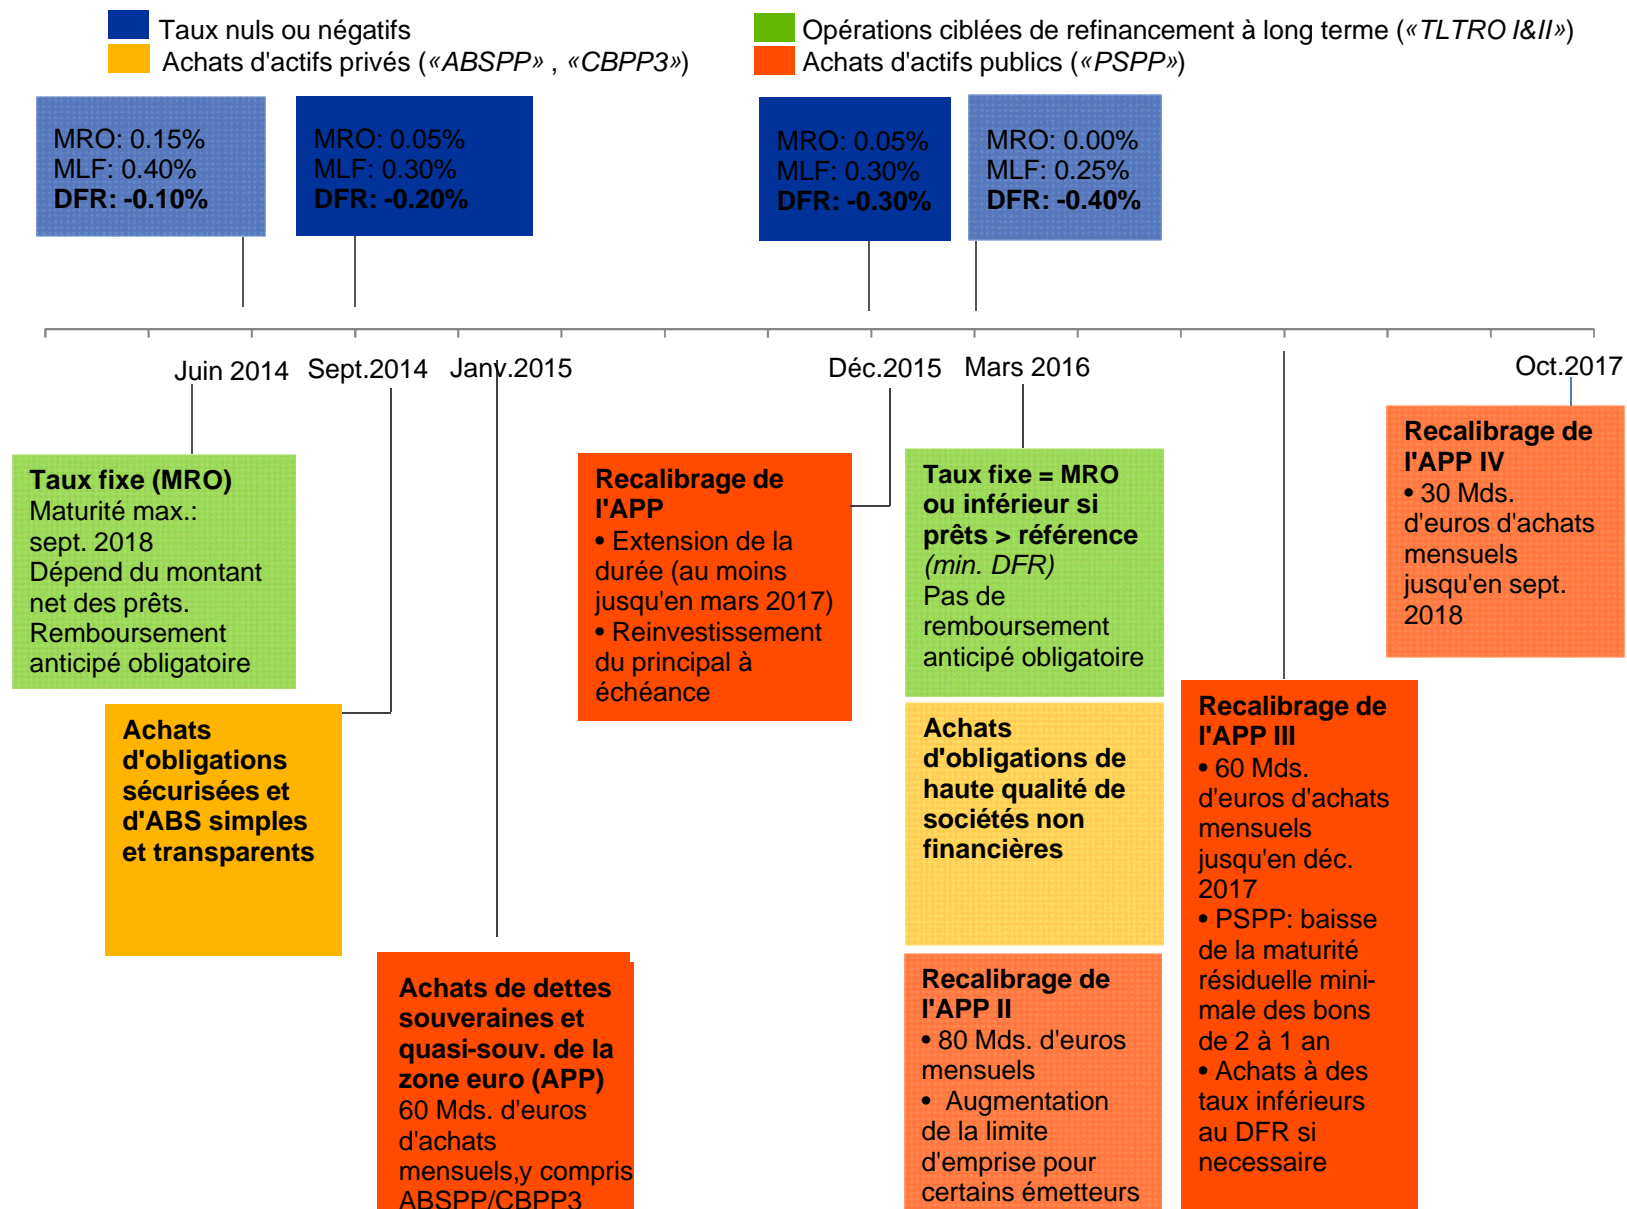 Taux nuls ou négatifs
Achats d'actifs privés («ABSPP» , «CBPP3»)
Opérations ciblées de refinancement à long terme («TLTRO I&II»)
Achats d'actifs publics («PSPP»)
MRO: 0.15%
MLF: 0.40%
DFR: -0.10%
MRO: 0.05%
MLF: 0.30%
DFR: -0.20%
MRO: 0.05%
MLF: 0.30%
DFR: -0.30%
MRO: 0.00%
MLF: 0.25%
DFR: -0.40%
Juin 2014
Sept.2014
Janv.2015
Déc.2015
Mars 2016
Oct.2017
Taux fixe (MRO)
Maturité max.:
sept. 2018
Dépend du montant
net des prêts.
Remboursement
anticipé obligatoire
Achats
d'obligations
sécurisées et
d'ABS simples
et transparents
Achats de dettes
souveraines et
quasi-souv. de la
zone euro (APP)
60 Mds. d'euros
d'achats
mensuels,y compris
ABSPP/CBPP3
Recalibrage de
l'APP
• Extension de la
durée (au moins
jusqu'en mars 2017)
• Reinvestissement
du principal à
échéance
Taux fixe = MRO
ou inférieur si
prêts > référence
(min. DFR)
Pas de
remboursement
anticipé obligatoire
Achats
d'obligations de
haute qualité de
sociétés non
financières
Recalibrage de
l'APP II
• 80 Mds. d'euros
mensuels
• Augmentation
de la limite
d'emprise pour
certains émetteurs
Recalibrage de
l'APP III
• 60 Mds.
d'euros d'achats
mensuels
jusqu'en déc.
2017
• PSPP: baisse
de la maturité
résiduelle mini-
male des bons
de 2 à 1 an
• Achats à des
taux inférieurs
au DFR si
necessaire
Recalibrage de
l'APP IV
• 30 Mds.
d'euros d'achats
mensuels
jusqu'en sept.
2018